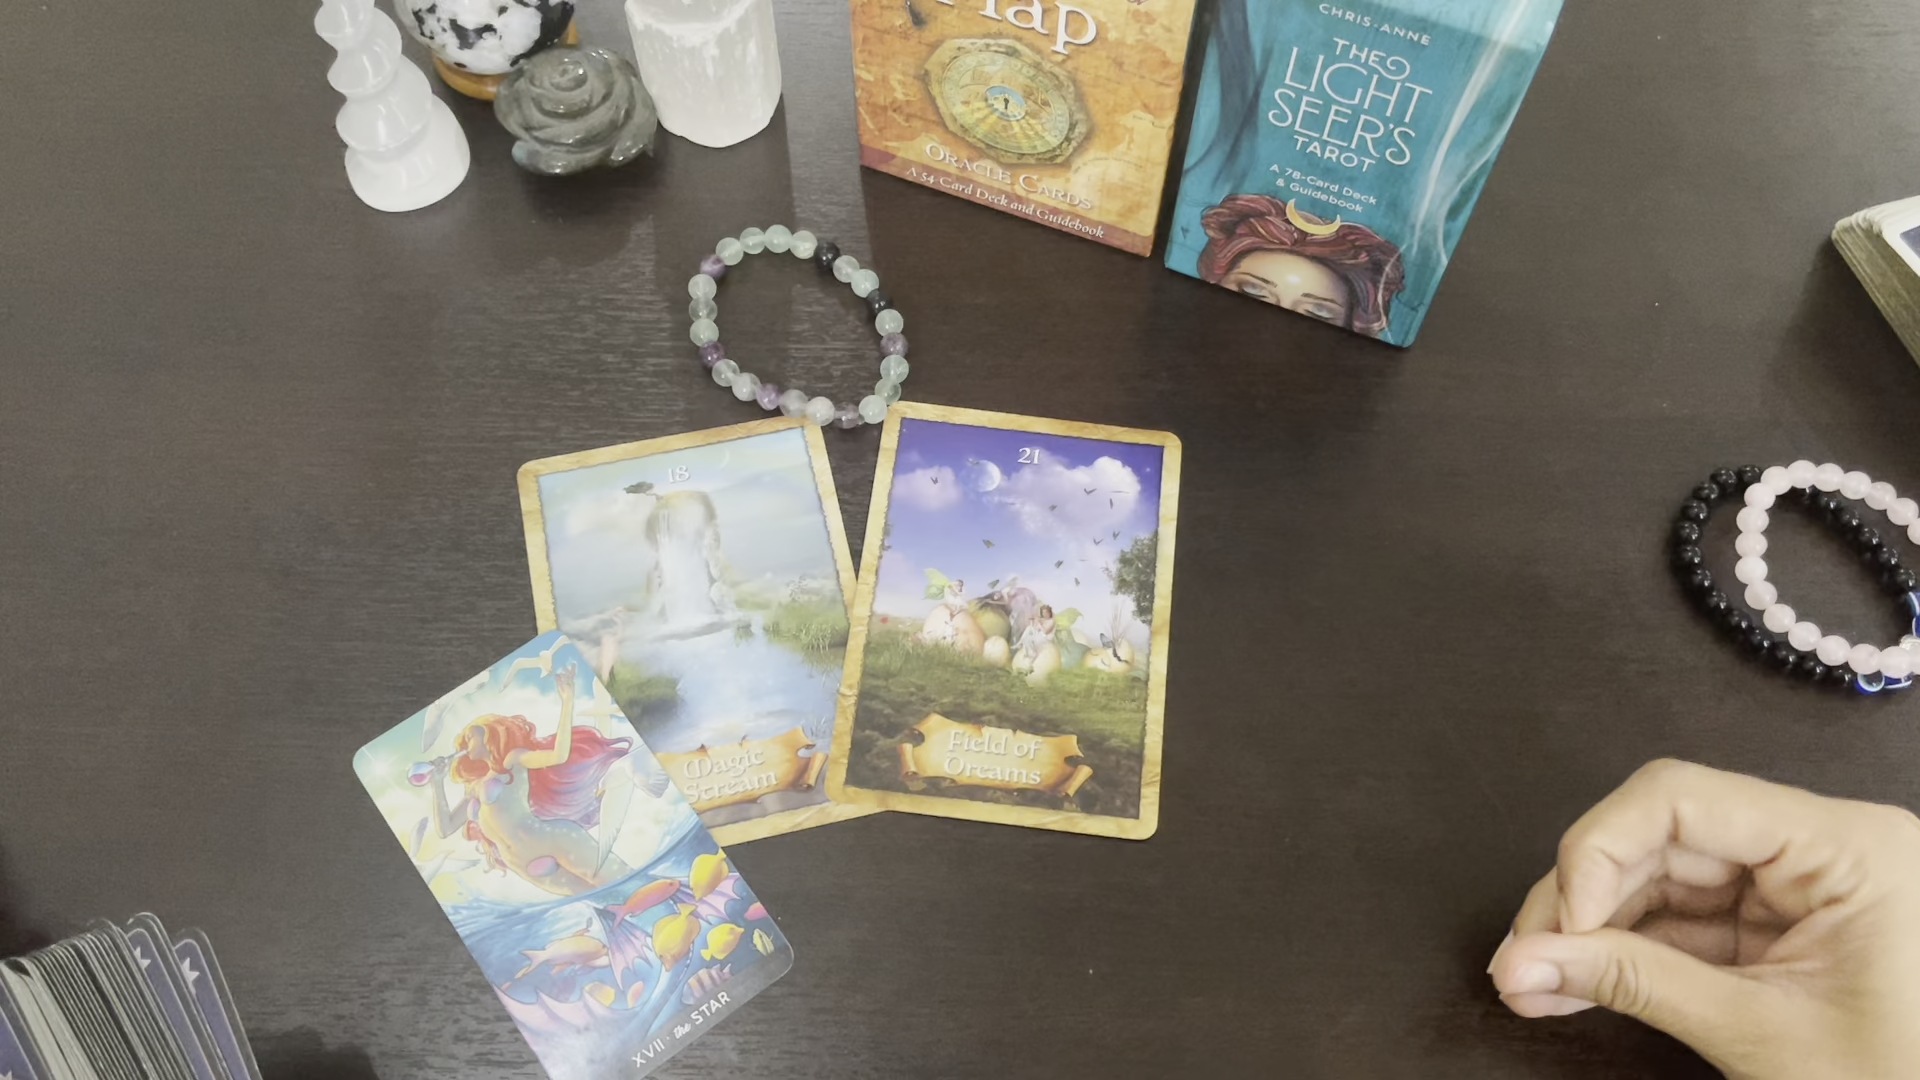 Map
ORACLE CARDS
A 54-Card Deck and Guidebook
CHRIS-ANNE
THE
LIGHT
SEER'S
TAROT
A 78-Card Deck
& Guidebook
18
Magic
Stream
21
Field of
Dreams
XVII · the STAR